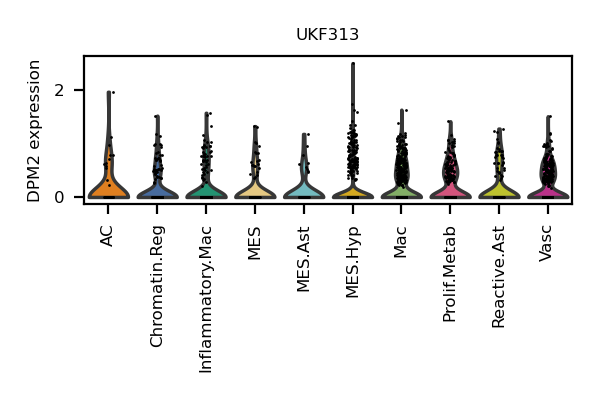 UKF313
DPM2 expression
2
0
AC
Chromatin.Reg
Inflammatory.Mac
MES
MES.Ast
MES.Hyp
Mac
Prolif.Metab
Reactive.Ast
Vasc